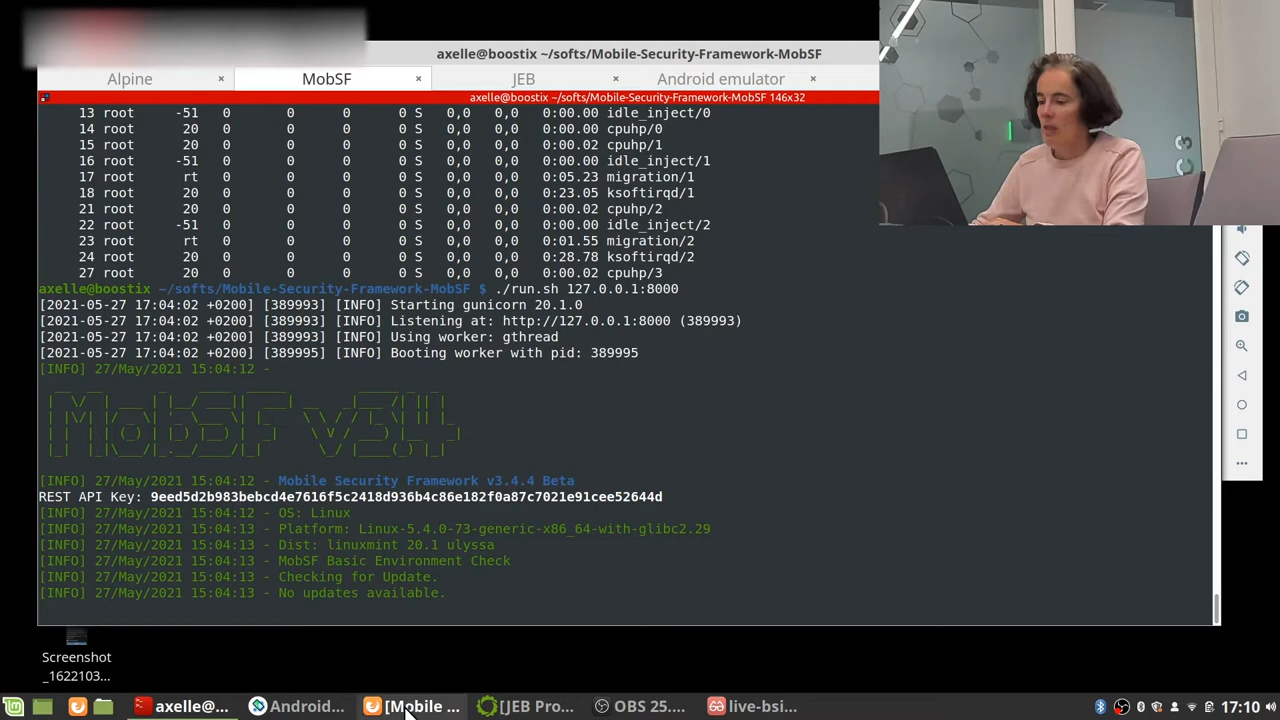 axelle@boostix ~/softs/Mobile-Security-Framework-MobSF
Alpine × MobSF × JEB × Android emulator ×
axelle@boostix ~/softs/Mobile-Security-Framework-MobSF 146x32
13 root -51 0 0 0 S 0,0 0,0 0:00.00 idle_inject/0
14 root 20 0 0 0 S 0,0 0,0 0:00.00 cpuhp/0
15 root 20 0 0 0 S 0,0 0,0 0:00.02 cpuhp/1
16 root -51 0 0 0 S 0,0 0,0 0:00.00 idle_inject/1
17 root rt 0 0 0 S 0,0 0,0 0:05.23 migration/1
18 root 20 0 0 0 S 0,0 0,0 0:23.05 ksoftirqd/1
21 root 20 0 0 0 S 0,0 0,0 0:00.02 cpuhp/2
22 root -51 0 0 0 S 0,0 0,0 0:00.00 idle_inject/2
23 root rt 0 0 0 S 0,0 0,0 0:01.55 migration/2
24 root 20 0 0 0 S 0,0 0,0 0:28.78 ksoftirqd/2
27 root 20 0 0 0 S 0,0 0,0 0:00.02 cpuhp/3
axelle@boostix ~/softs/Mobile-Security-Framework-MobSF $ ./run.sh 127.0.0.1:8000
[2021-05-27 17:04:02 +0200] [389993] [INFO] Starting gunicorn 20.1.0
[2021-05-27 17:04:02 +0200] [389993] [INFO] Listening at: http://127.0.0.1:8000 (389993)
[2021-05-27 17:04:02 +0200] [389993] [INFO] Using worker: gthread
[2021-05-27 17:04:02 +0200] [389995] [INFO] Booting worker with pid: 389995
[INFO] 27/May/2021 15:04:12 -
MobSF v3.4
[INFO] 27/May/2021 15:04:12 - Mobile Security Framework v3.4.4 Beta
REST API Key: 9eed5d2b983bebcd4e7616f5c2418d936b4c86e182f0a87c7021e91cee52644d
[INFO] 27/May/2021 15:04:12 - OS: Linux
[INFO] 27/May/2021 15:04:13 - Platform: Linux-5.4.0-73-generic-x86_64-with-glibc2.29
[INFO] 27/May/2021 15:04:13 - Dist: linuxmint 20.1 ulyssa
[INFO] 27/May/2021 15:04:13 - MobSF Basic Environment Check
[INFO] 27/May/2021 15:04:13 - Checking for Update.
[INFO] 27/May/2021 15:04:13 - No updates available.
Screenshot
_1622103...
axelle@... Android... [Mobile ... [JEB Pro... OBS 25.... live-bsi... 17:10